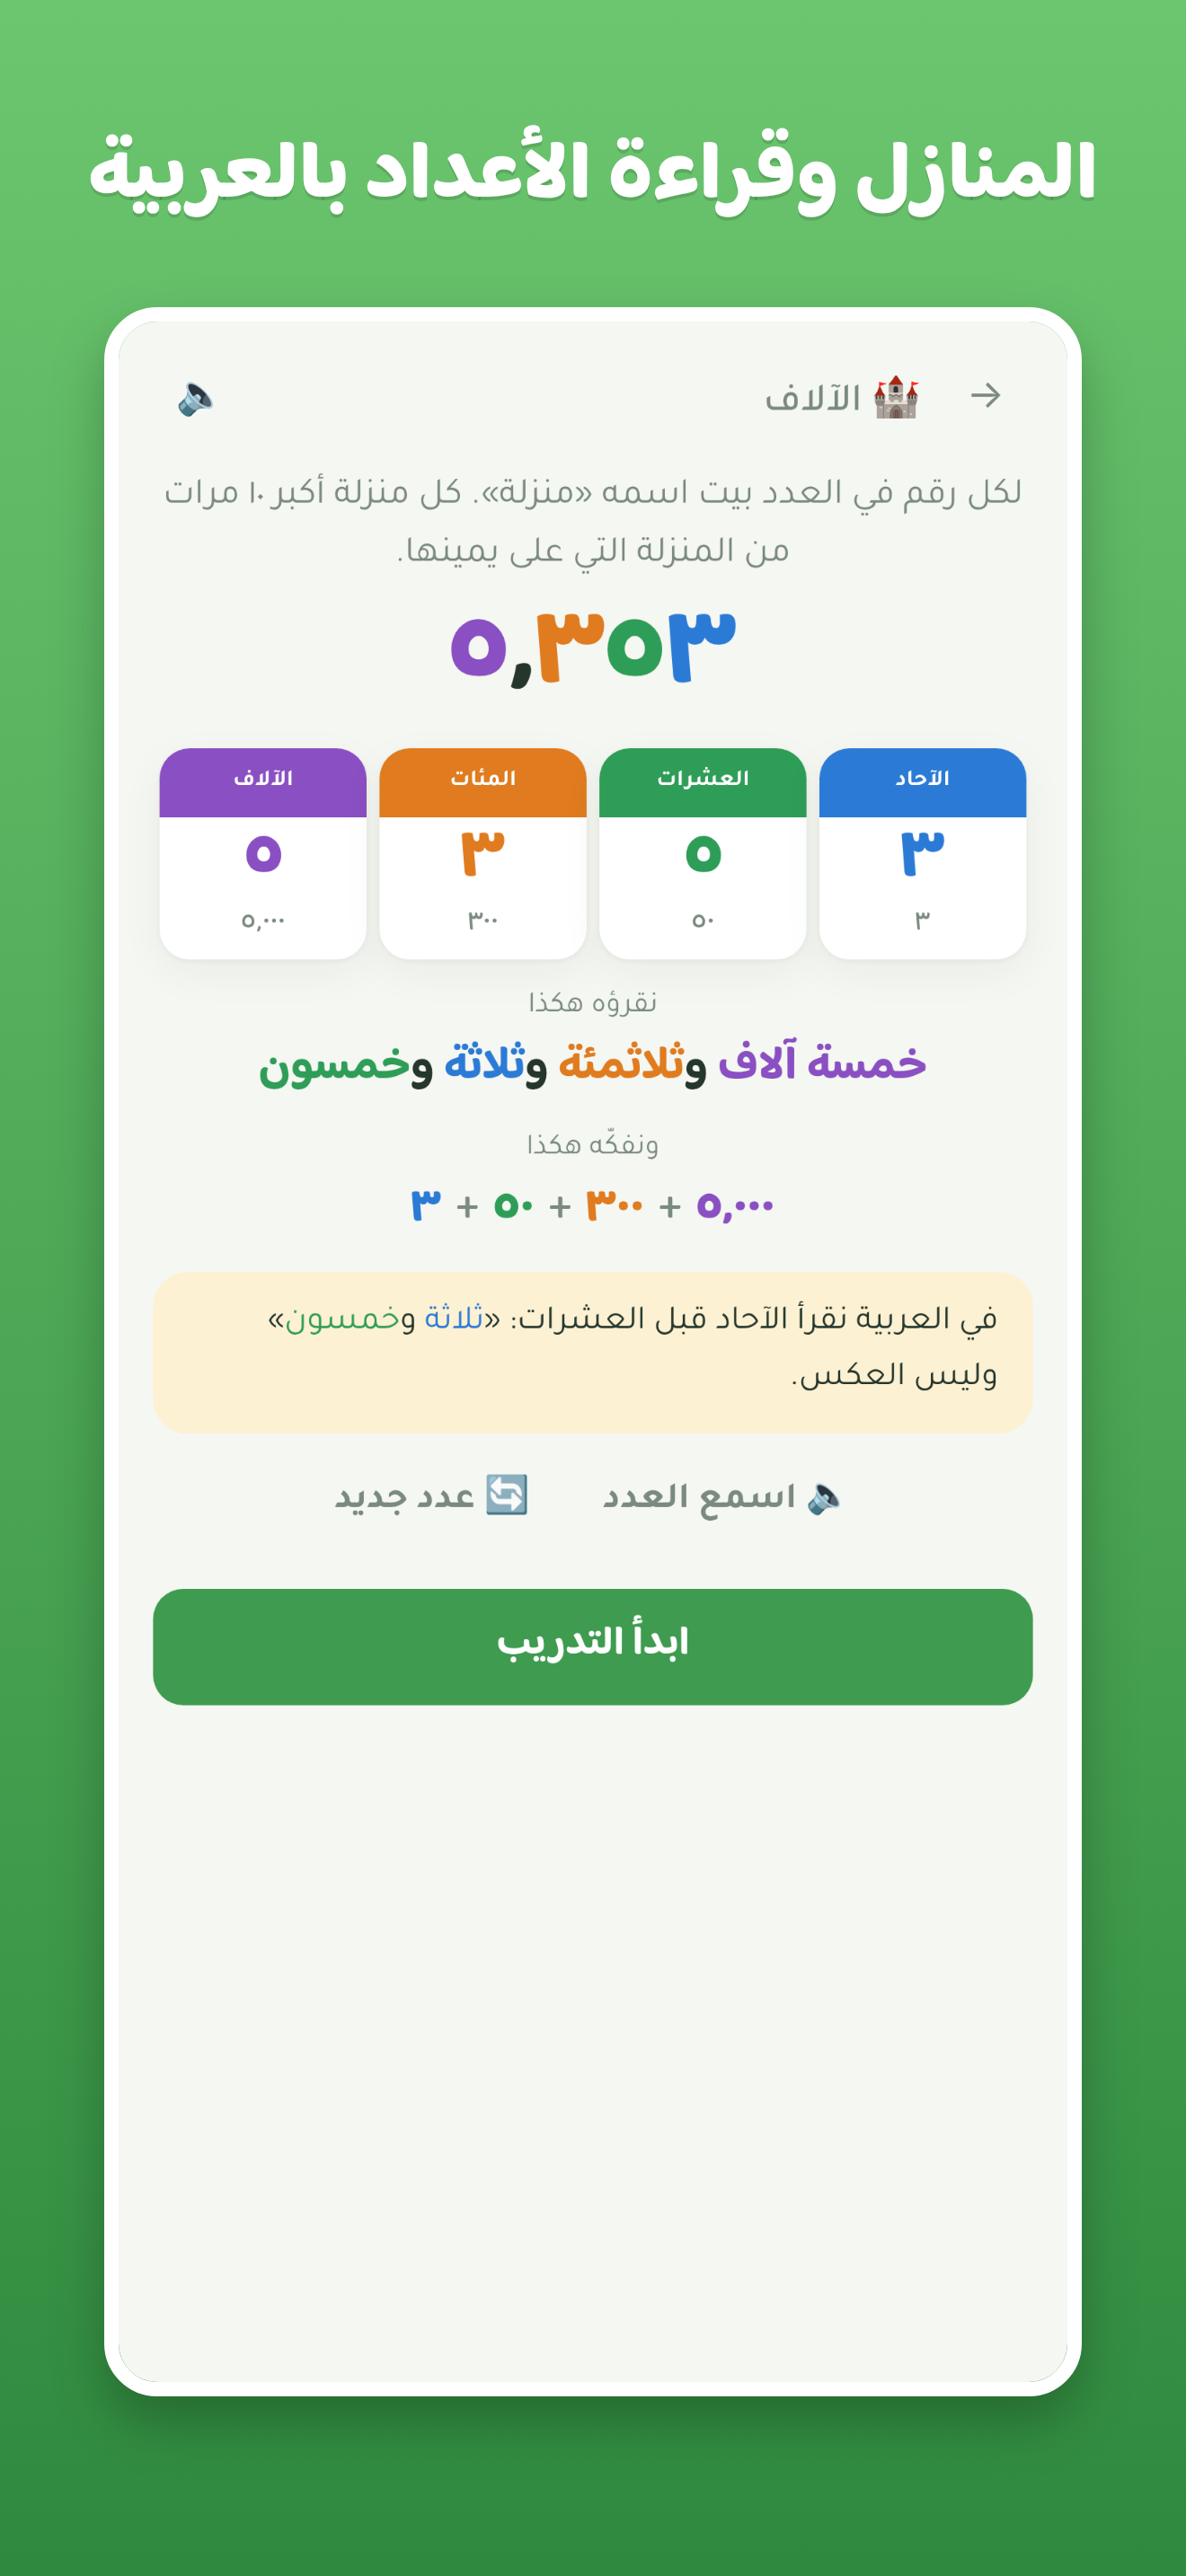 المنازل وقراءة الأعداد بالعربية
→ 🏰 الآلاف 🔈
لكل رقم في العدد بيت اسمه «منزلة». كل منزلة أكبر ١٠ مرات
من المنزلة التي على يمينها.
٥,٣٥٣
الآحاد العشرات المئات الآلاف
٣ ٥ ٣ ٥
٣ ٥٠ ٣٠٠ ٥,٠٠٠
نقرؤه هكذا
خمسة آلاف وثلاثمئة وثلاثة وخمسون
ونفكّه هكذا
٥,٠٠٠ + ٣٠٠ + ٥٠ + ٣
في العربية نقرأ الآحاد قبل العشرات: «ثلاثة وخمسون»
وليس العكس.
🔈 اسمع العدد 🔄 عدد جديد
ابدأ التدريب